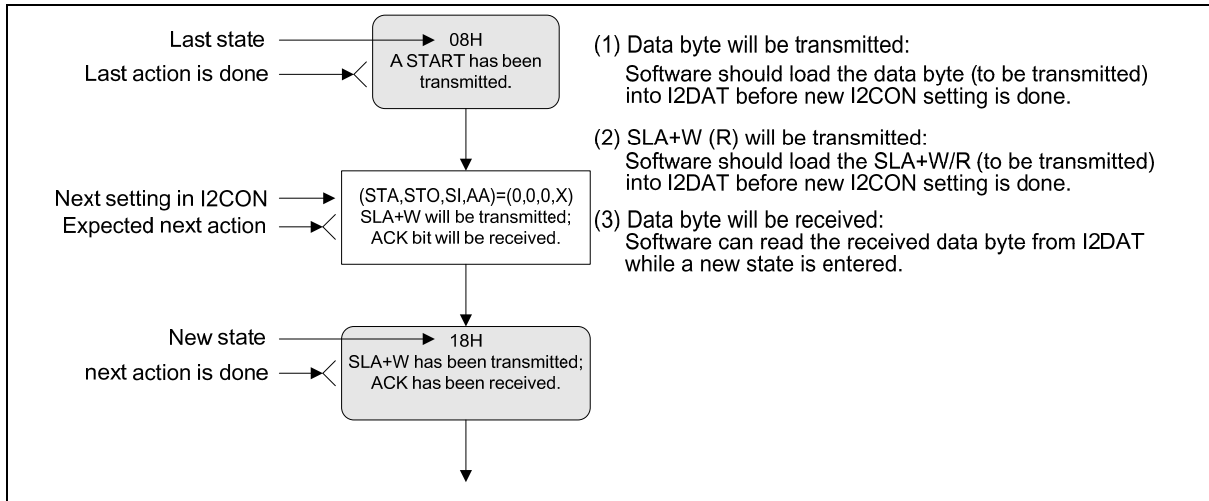 Last state
08H
Last action is done
A START has been
transmitted.
Next setting in I2CON
(STA,STO,SI,AA)=(0,0,0,X)
Expected next action
SLA+W will be transmitted;
ACK bit will be received.
New state
18H
next action is done
SLA+W has been transmitted;
ACK has been received.
(1) Data byte will be transmitted:
Software should load the data byte (to be transmitted)
into I2DAT before new I2CON setting is done.
(2) SLA+W (R) will be transmitted:
Software should load the SLA+W/R (to be transmitted)
into I2DAT before new I2CON setting is done.
(3) Data byte will be received:
Software can read the received data byte from I2DAT
while a new state is entered.